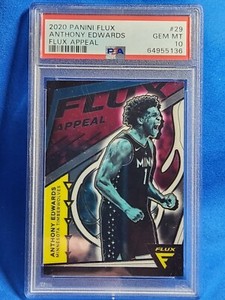 2020 PANINI FLUX #29
ANTHONY EDWARDS GEM MT
FLUX APPEAL 10
PSA 64955136
FLUX
APPEAL
ANTHONY EDWARDS
MINNESOTA TIMBERWOLVES
FLUX